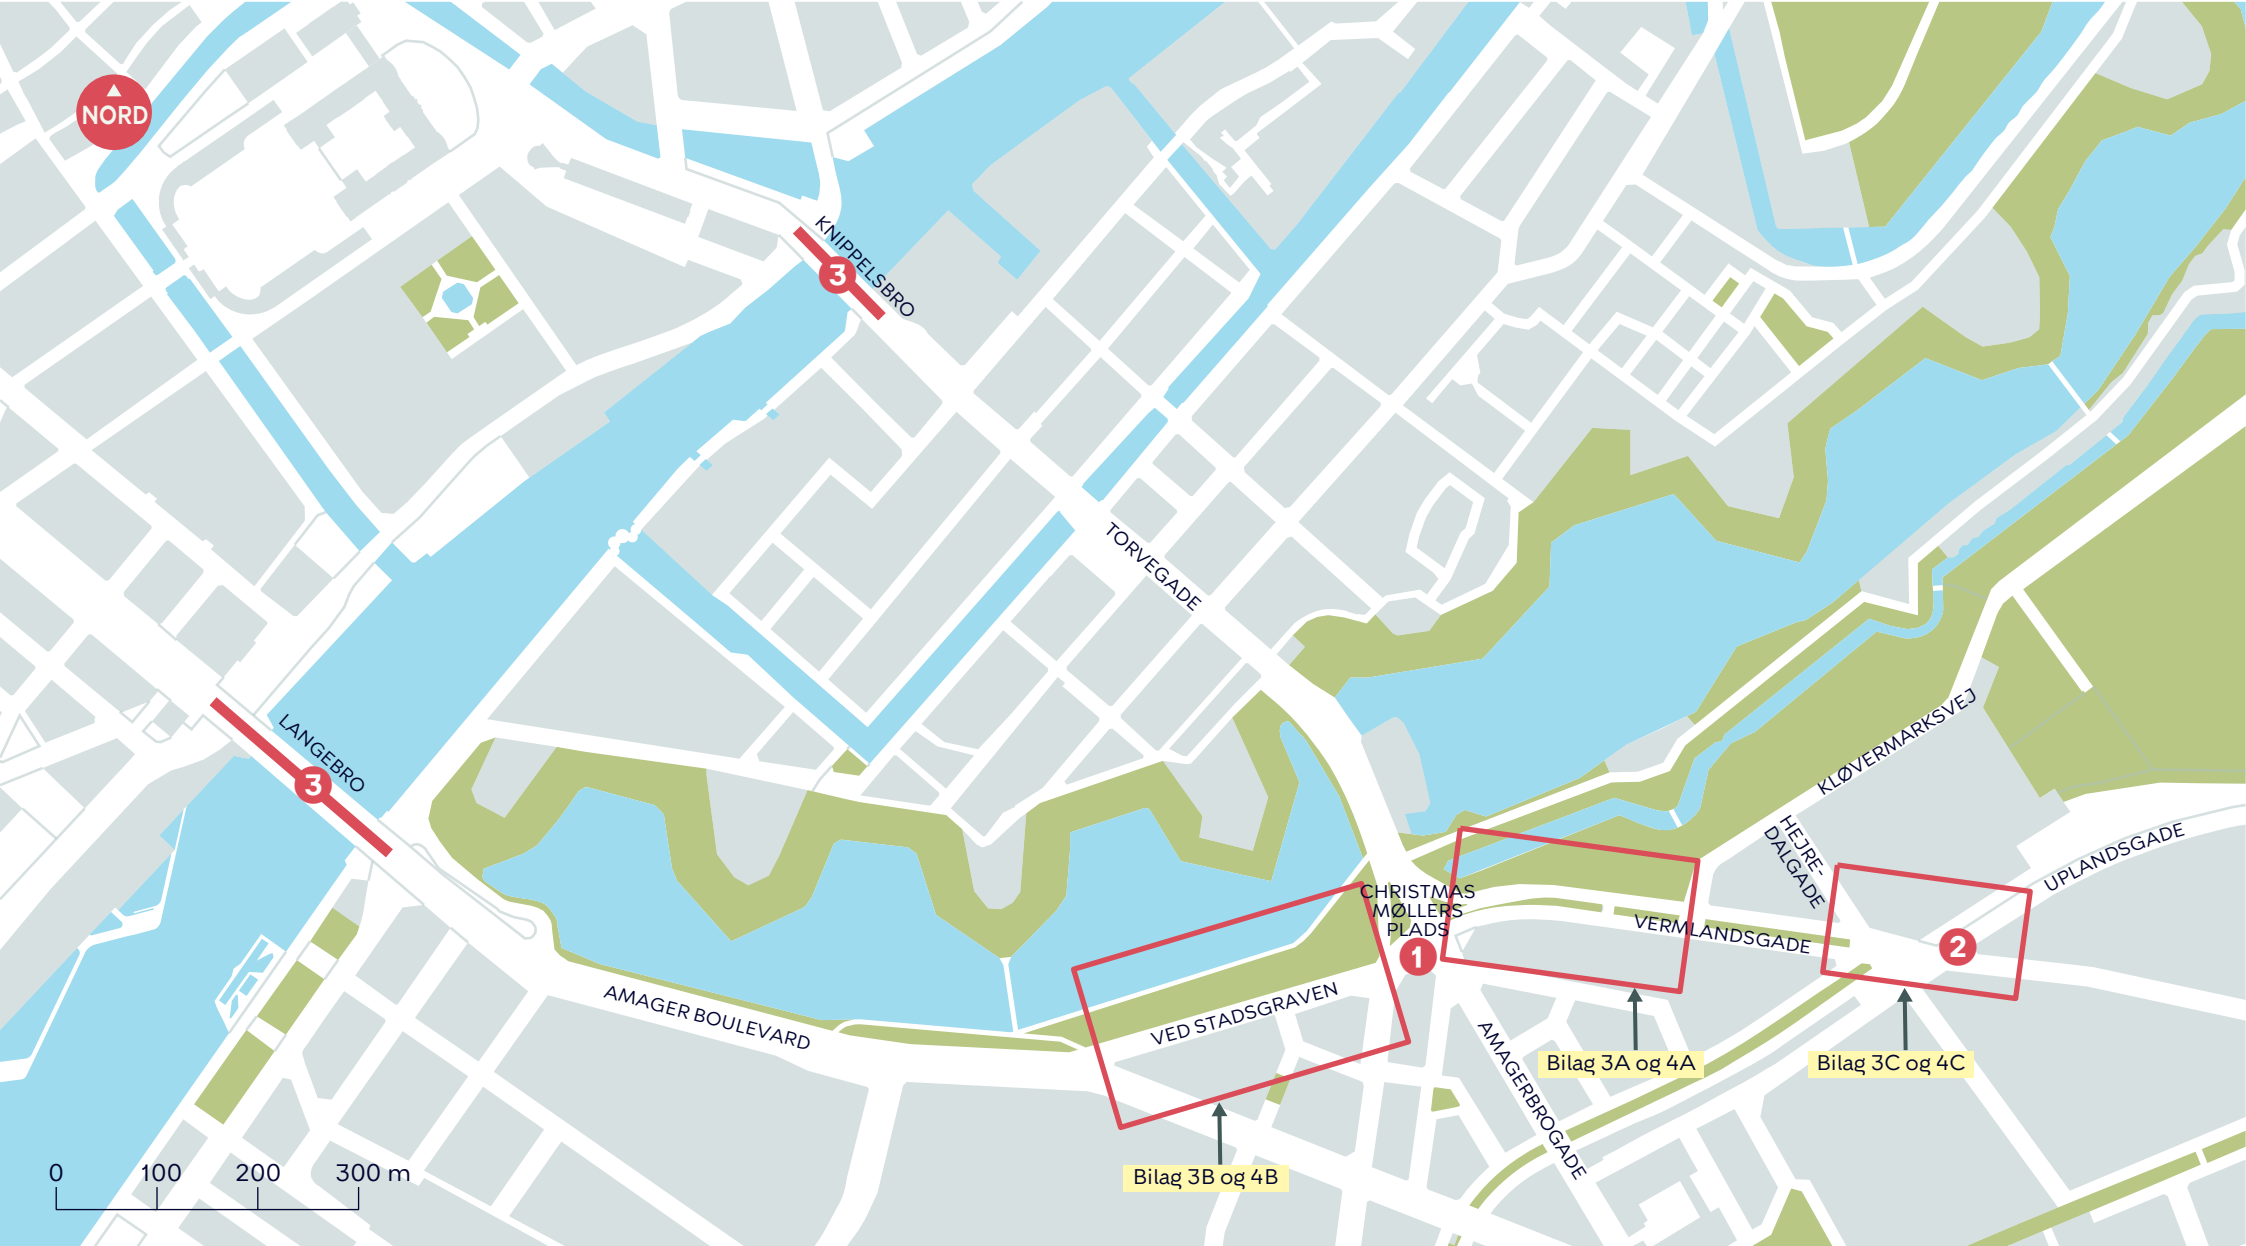 NORD
KNIPPELSBRO
3
TORVEGADE
LANGEBRO
3
KLØVERMARKSVEJ
HEJRE-
DALGADE
UPLANDSGADE
CHRISTMAS
MØLLERS
PLADS
1
VERMLANDSGADE
2
AMAGER BOULEVARD
VED STADSGRAVEN
AMAGERBROGADE
Bilag 3A og 4A
Bilag 3C og 4C
Bilag 3B og 4B
0 100 200 300 m